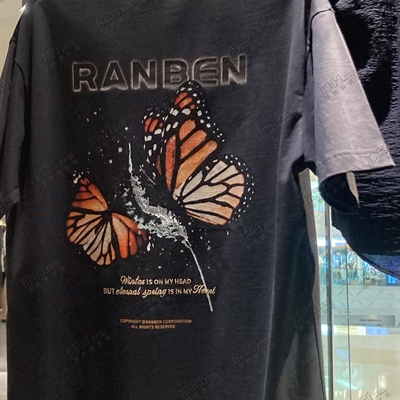 RANBEN
Winter IS ON MY HEAD
BUT eternal spring IS IN MY Heart
COPYRIGHT ©RANBEN CORPORATION
ALL RIGHTS RESERVED